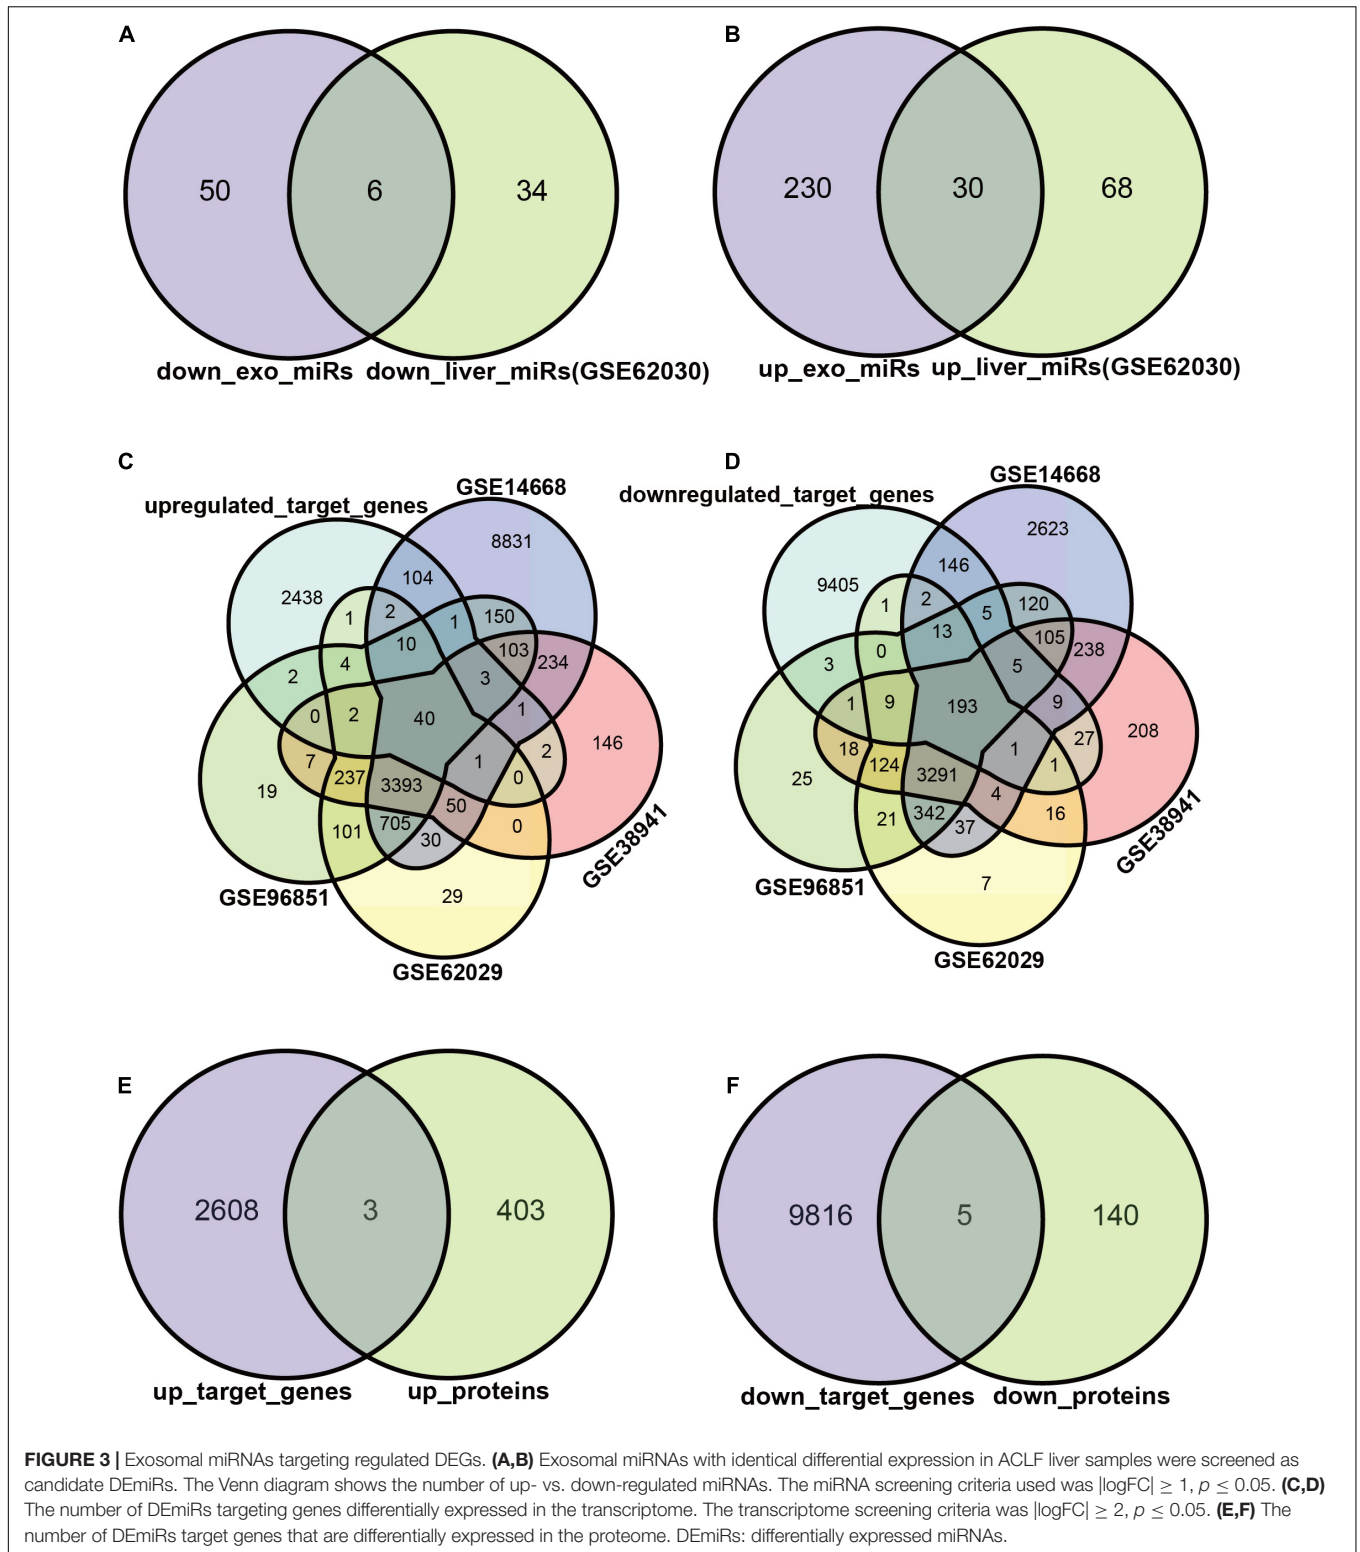 A
B
50
6
34
230
30
68
down_exo_miRs
down_liver_miRs(GSE62030)
up_exo_miRs
up_liver_miRs(GSE62030)
C
upregulated_target_genes
GSE14668
8831
2438
104
1
2
1
150
10
103
234
2
4
3
0
2
40
1
146
7
237
3393
1
0
2
19
50
0
101
705
30
29
GSE96851
GSE62029
GSE38941
D
downregulated_target_genes
GSE14668
2623
9405
146
1
2
5
120
13
105
238
3
0
5
1
9
193
9
208
18
124
3291
1
1
27
25
4
16
21
342
37
7
GSE96851
GSE62029
GSE38941
E
F
2608
3
403
9816
5
140
up_target_genes
up_proteins
down_target_genes
down_proteins
FIGURE 3 | Exosomal miRNAs targeting regulated DEGs. (A,B) Exosomal miRNAs with identical differential expression in ACLF liver samples were screened as
candidate DEmiRs. The Venn diagram shows the number of up- vs. down-regulated miRNAs. The miRNA screening criteria used was |logFC| ≥ 1, p ≤ 0.05. (C,D)
The number of DEmiRs targeting genes differentially expressed in the transcriptome. The transcriptome screening criteria was |logFC| ≥ 2, p ≤ 0.05. (E,F) The
number of DEmiRs target genes that are differentially expressed in the proteome. DEmiRs: differentially expressed miRNAs.